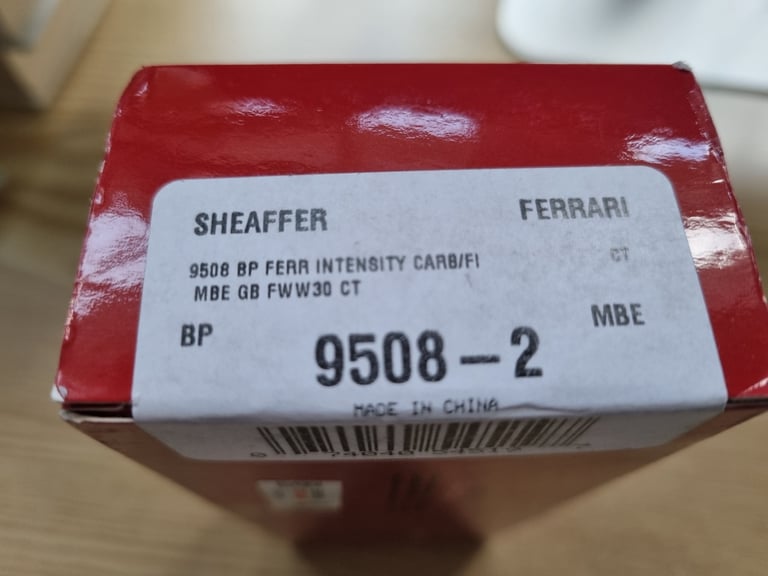 SHEAFFER FERRARI
9508 BP FERR INTENSITY CARB/FI CT
MBE GB FWW30 CT
BP 9508-2 MBE
MADE IN CHINA
0